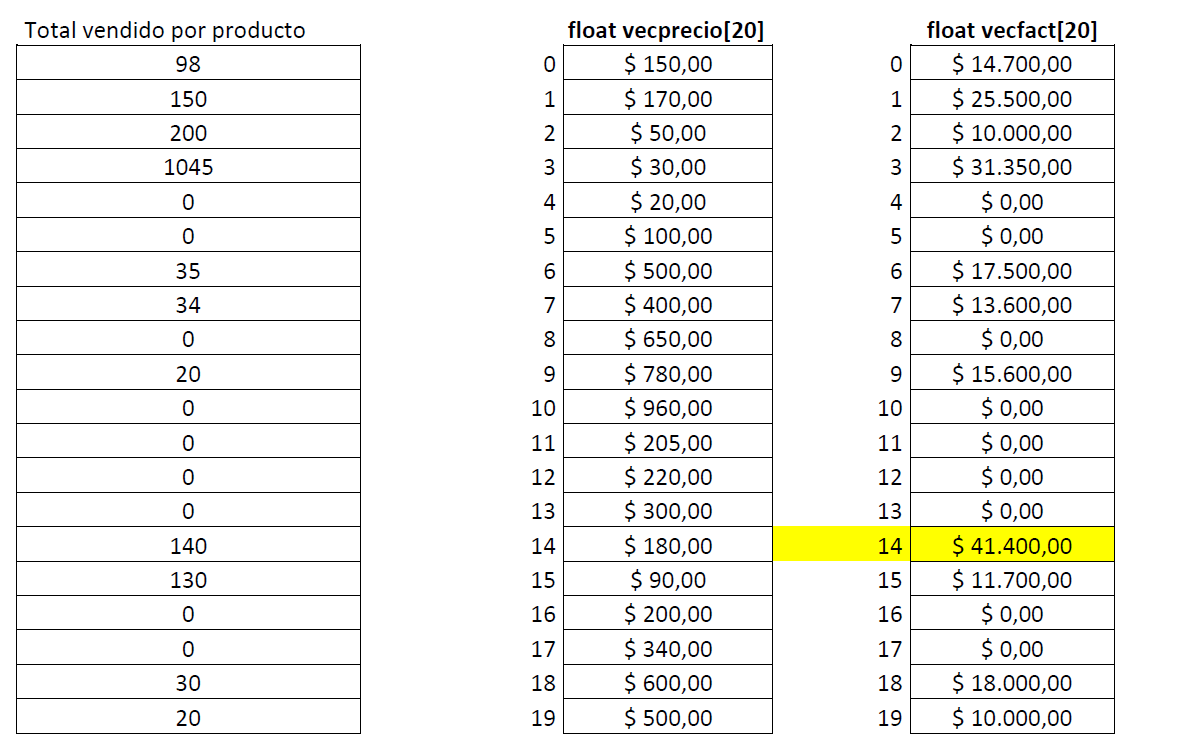 Total vendido por producto float vecprecio[20] float vecfact[20]
98 0 $ 150,00 0 $ 14.700,00
150 1 $ 170,00 1 $ 25.500,00
200 2 $ 50,00 2 $ 10.000,00
1045 3 $ 30,00 3 $ 31.350,00
0 4 $ 20,00 4 $ 0,00
0 5 $ 100,00 5 $ 0,00
35 6 $ 500,00 6 $ 17.500,00
34 7 $ 400,00 7 $ 13.600,00
0 8 $ 650,00 8 $ 0,00
20 9 $ 780,00 9 $ 15.600,00
0 10 $ 960,00 10 $ 0,00
0 11 $ 205,00 11 $ 0,00
0 12 $ 220,00 12 $ 0,00
0 13 $ 300,00 13 $ 0,00
140 14 $ 180,00 14 $ 41.400,00
130 15 $ 90,00 15 $ 11.700,00
0 16 $ 200,00 16 $ 0,00
0 17 $ 340,00 17 $ 0,00
30 18 $ 600,00 18 $ 18.000,00
20 19 $ 500,00 19 $ 10.000,00